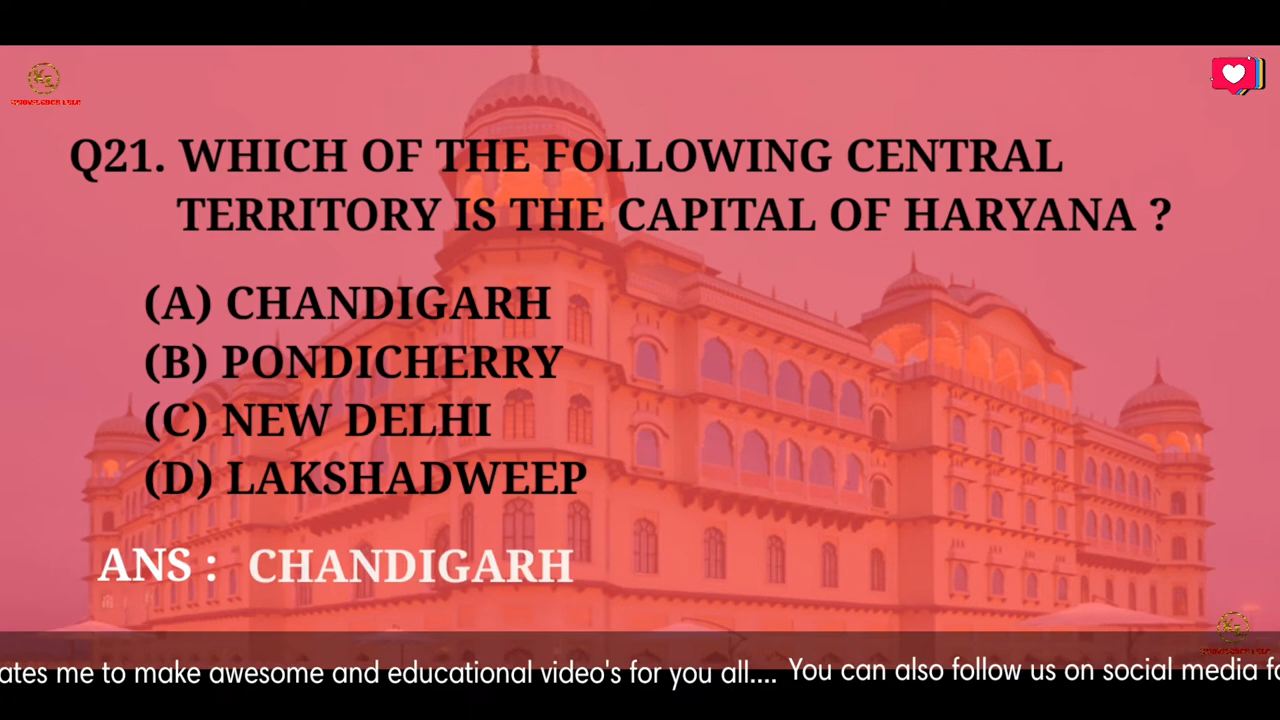 Q21. WHICH OF THE FOLLOWING CENTRAL
TERRITORY IS THE CAPITAL OF HARYANA ?
(A) CHANDIGARH
(B) PONDICHERRY
(C) NEW DELHI
(D) LAKSHADWEEP
ANS : CHANDIGARH
ates me to make awesome and educational video's for you all.... You can also follow us on social media fo